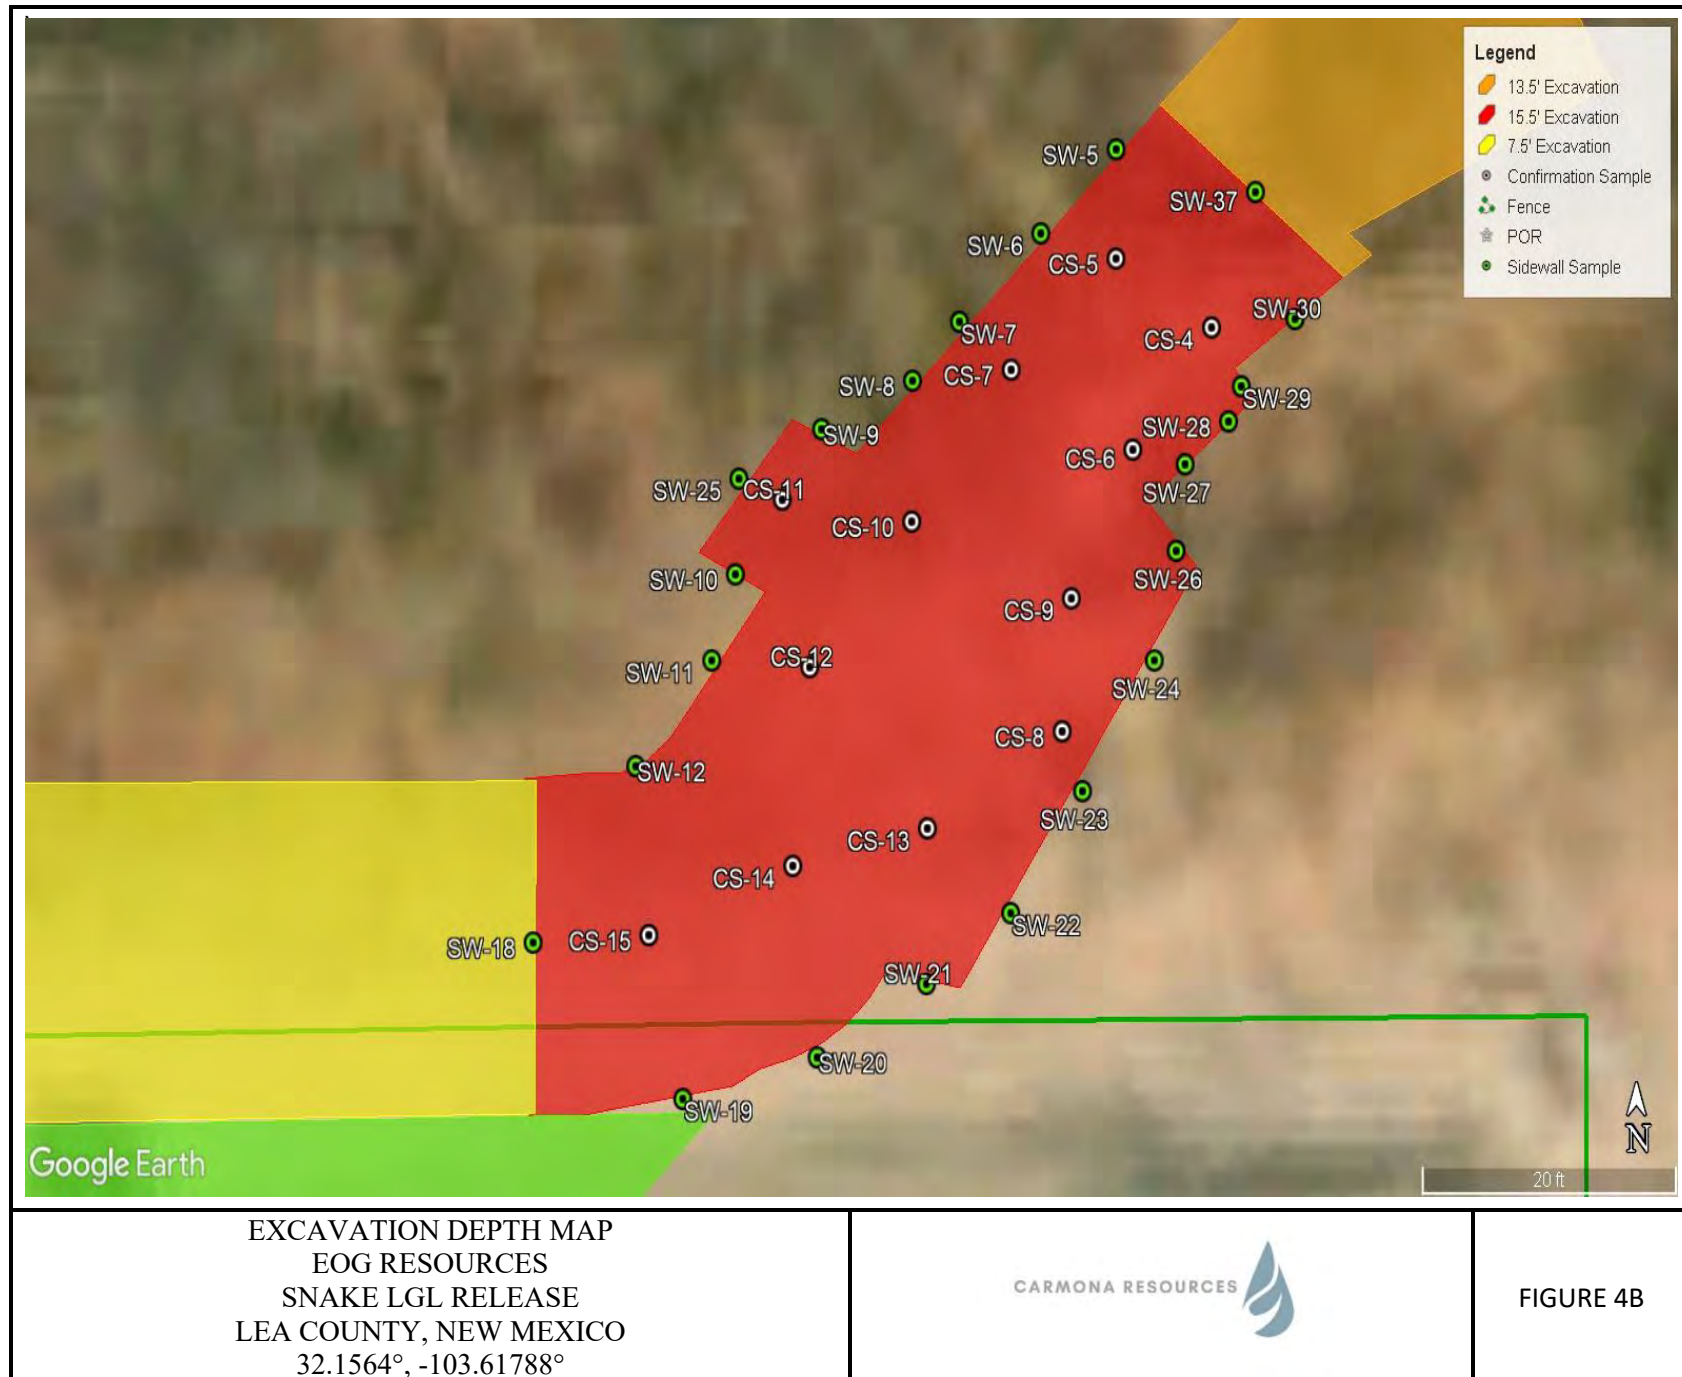 Legend
13.5' Excavation
15.5' Excavation
7.5' Excavation
Confirmation Sample
Fence
POR
Sidewall Sample
SW-5
SW-37
SW-6
CS-5
SW-30
SW-7
CS-4
CS-7
SW-8
SW-29
SW-28
SW-9
CS-6
SW-27
SW-25
CS-11
CS-10
SW-10
SW-26
CS-9
CS-12
SW-11
SW-24
CS-8
SW-12
SW-23
CS-13
CS-14
SW-22
CS-15
SW-18
SW-21
SW-20
SW-19
N
Google Earth
20 ft
EXCAVATION DEPTH MAP
EOG RESOURCES
SNAKE LGL RELEASE
LEA COUNTY, NEW MEXICO
32.1564°, -103.61788°
CARMONA RESOURCES
FIGURE 4B